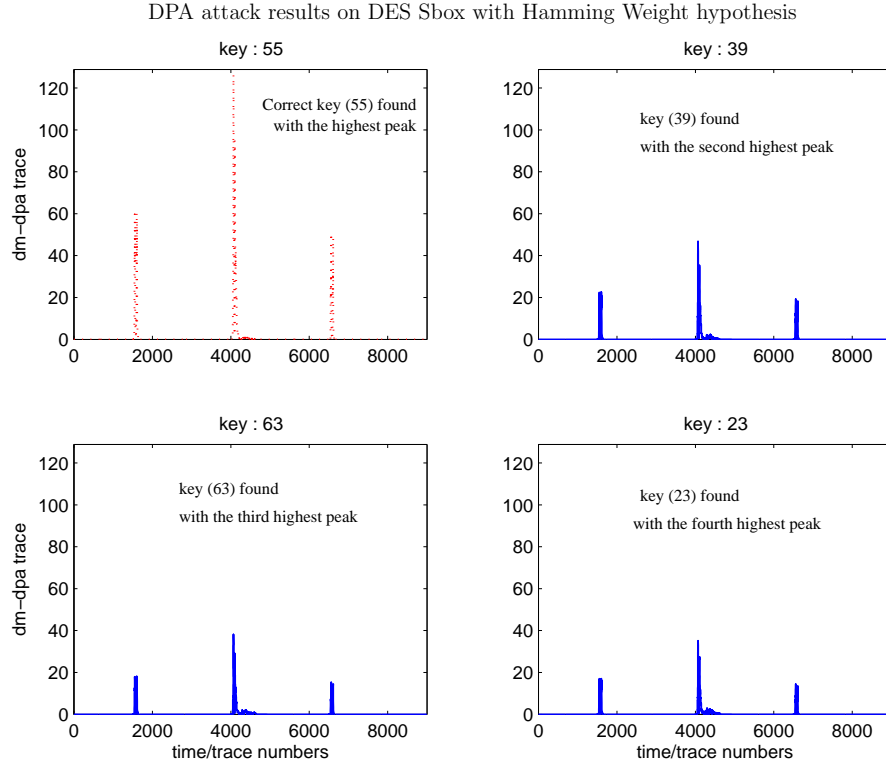 DPA attack results on DES Sbox with Hamming Weight hypothesis
key : 55
dm-dpa trace
120
100
80
60
40
20
0
0 2000 4000 6000 8000
Correct key (55) found
with the highest peak
key : 39
120
100
80
60
40
20
0
0 2000 4000 6000 8000
key (39) found
with the second highest peak
key : 63
dm-dpa trace
120
100
80
60
40
20
0
0 2000 4000 6000 8000
time/trace numbers
key (63) found
with the third highest peak
key : 23
120
100
80
60
40
20
0
0 2000 4000 6000 8000
time/trace numbers
key (23) found
with the fourth highest peak